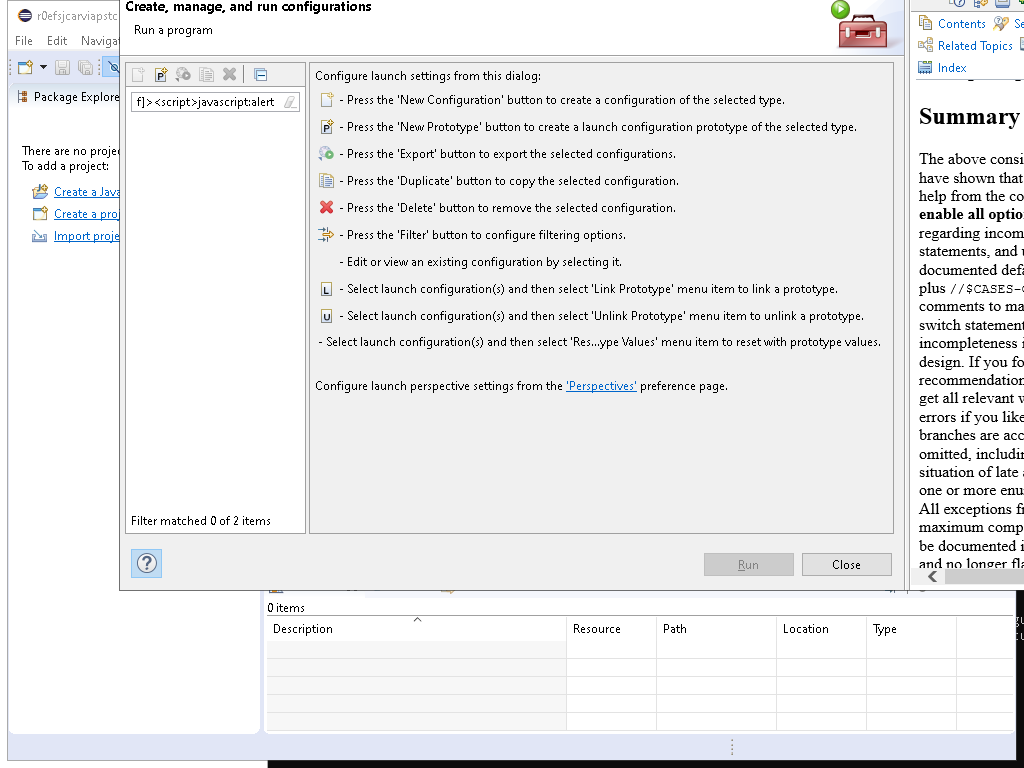 Create, manage, and run configurations
Run a program
r0efsjcarviapstc
File Edit Naviga
Package Explore
There are no proje
To add a project:
Create a Java
Create a proj
Import proje
f]><script>javascript:alert
Filter matched 0 of 2 items
Configure launch settings from this dialog:
- Press the 'New Configuration' button to create a configuration of the selected type.
- Press the 'New Prototype' button to create a launch configuration prototype of the selected type.
- Press the 'Export' button to export the selected configurations.
- Press the 'Duplicate' button to copy the selected configuration.
- Press the 'Delete' button to remove the selected configuration.
- Press the 'Filter' button to configure filtering options.
- Edit or view an existing configuration by selecting it.
- Select launch configuration(s) and then select 'Link Prototype' menu item to link a prototype.
- Select launch configuration(s) and then select 'Unlink Prototype' menu item to unlink a prototype.
- Select launch configuration(s) and then select 'Res...ype Values' menu item to reset with prototype values.
Configure launch perspective settings from the 'Perspectives' preference page.
Run
Close
Contents Se
Related Topics
Index
Summary
The above consi
have shown that
help from the co
enable all optio
regarding incom
statements, and u
documented defa
plus //$CASES-
comments to ma
switch statement
incompleteness i
design. If you fo
recommendation
get all relevant w
errors if you like
branches are acc
omitted, includin
situation of late a
one or more enu
All exceptions fr
maximum comp
be documented i
and no longer fla
0 items
Description Resource Path Location Type